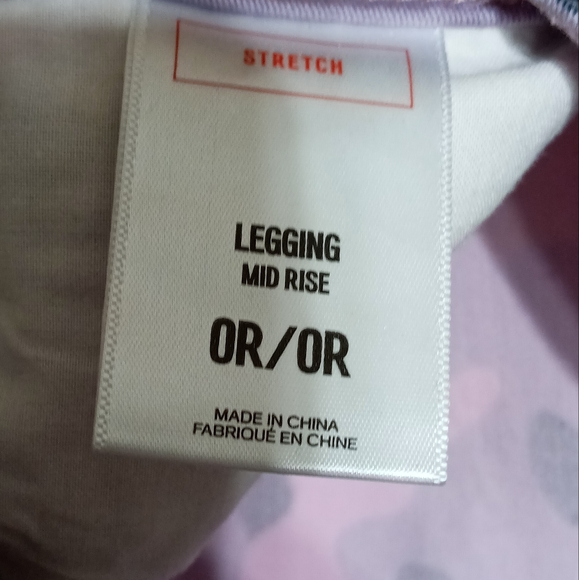 STRETCH
LEGGING
MID RISE
0R/0R
MADE IN CHINA
FABRIQUÉ EN CHINE